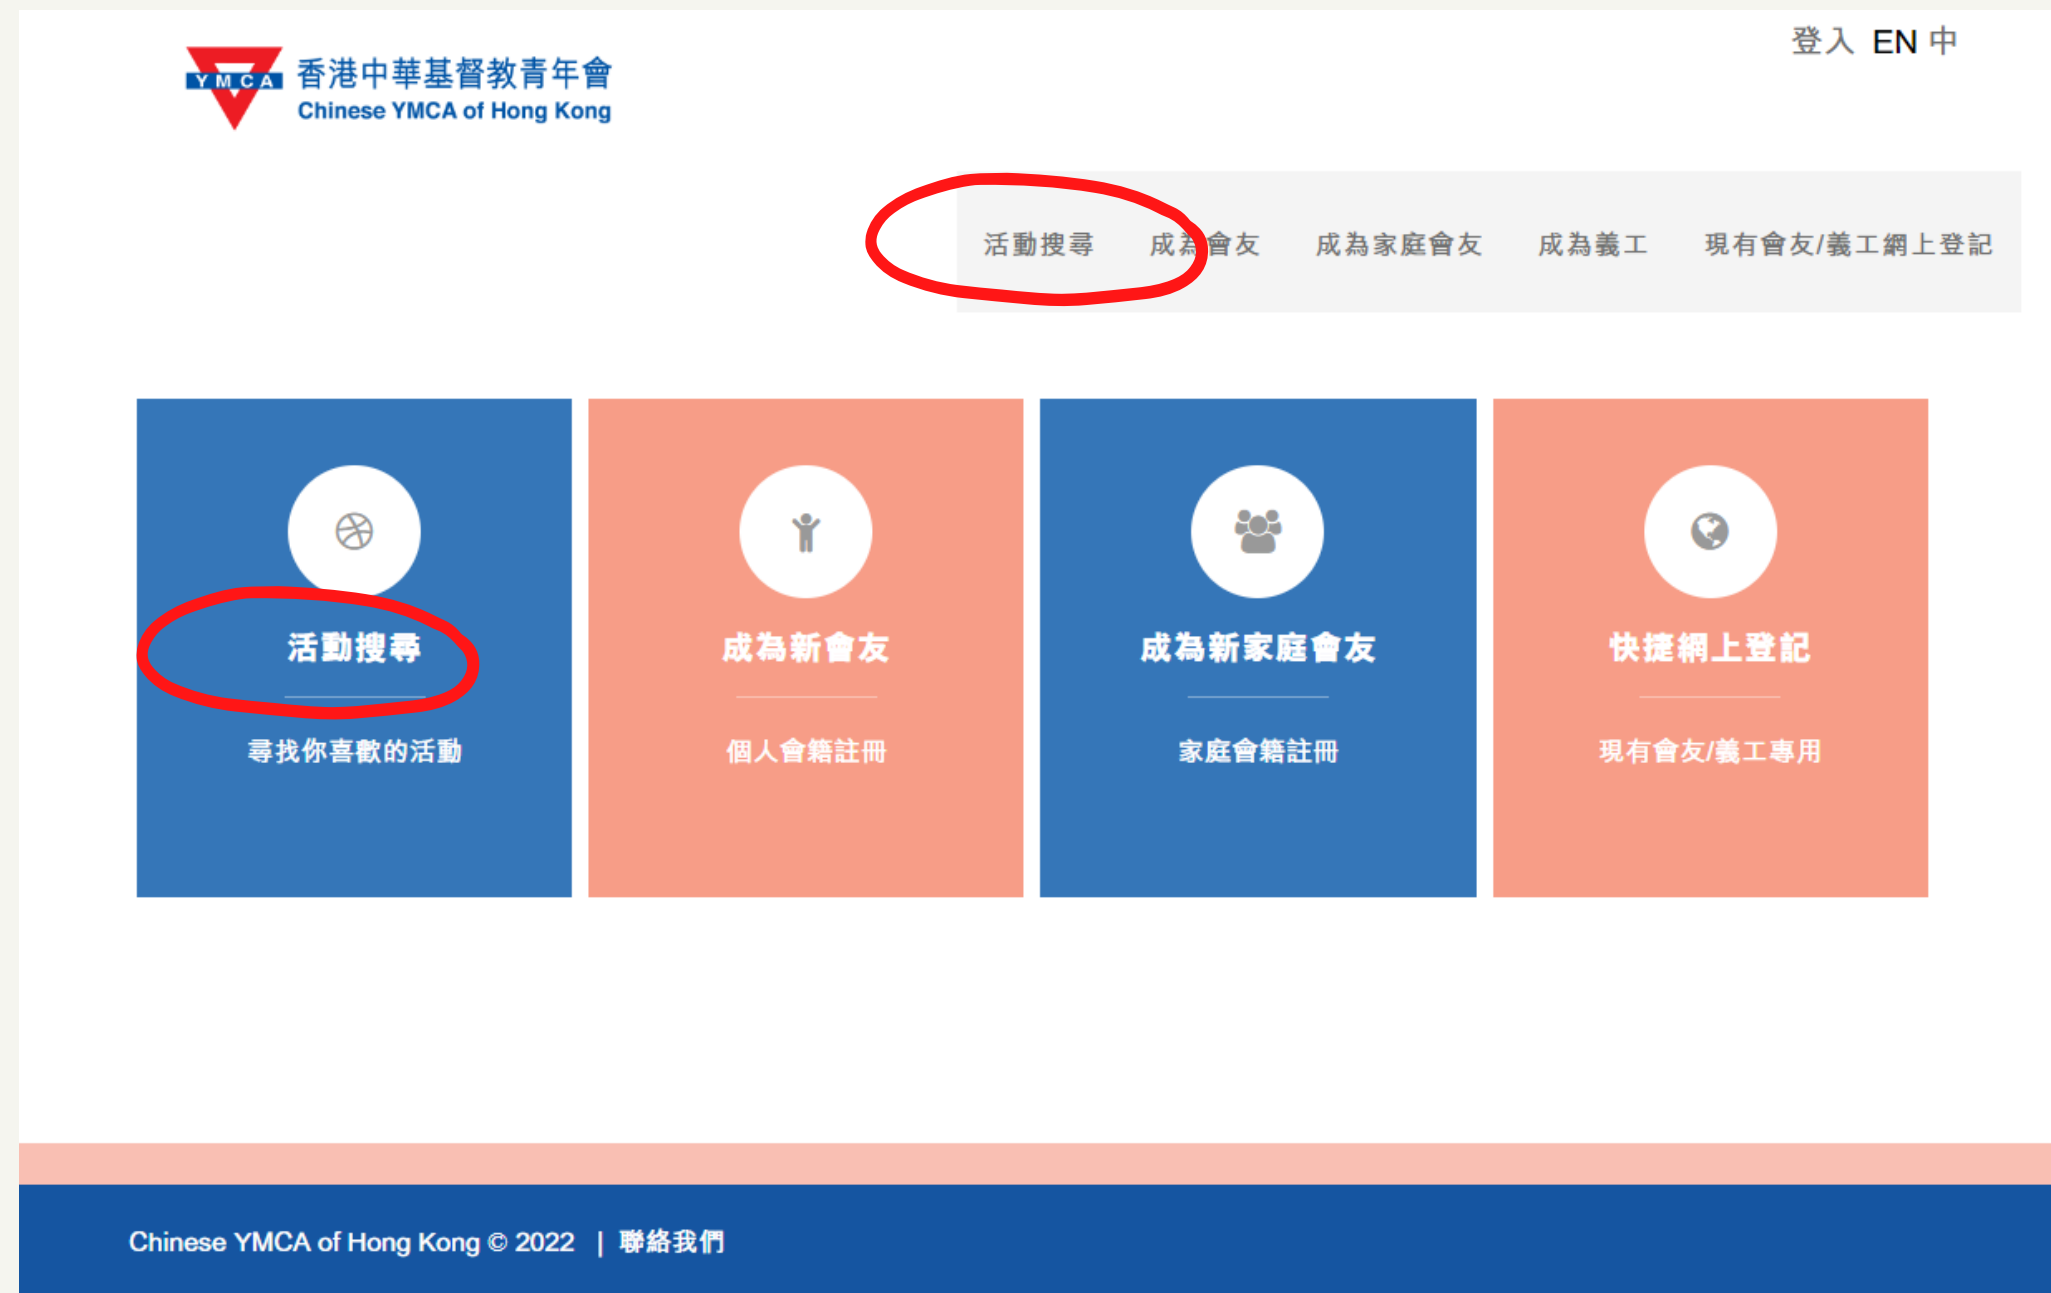 登入 EN 中
YMCA
香港中華基督教青年會
Chinese YMCA of Hong Kong
活動搜尋 成為會友 成為家庭會友 成為義工 現有會友/義工網上登記
活動搜尋
尋找你喜歡的活動
成為新會友
個人會籍註冊
成為新家庭會友
家庭會籍註冊
快捷網上登記
現有會友/義工專用
Chinese YMCA of Hong Kong © 2022 | 聯絡我們